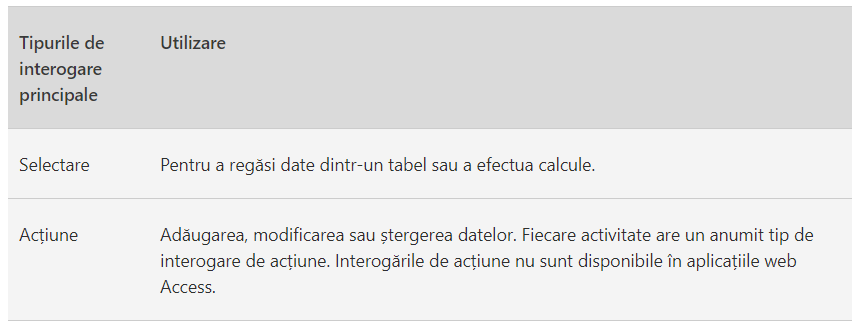 Tipurile de
interogare
principale
Utilizare
Selectare
Pentru a regăsi date dintr-un tabel sau a efectua calcule.
Acțiune
Adăugarea, modificarea sau ștergerea datelor. Fiecare activitate are un anumit tip de
interogare de acțiune. Interogările de acțiune nu sunt disponibile în aplicațiile web
Access.